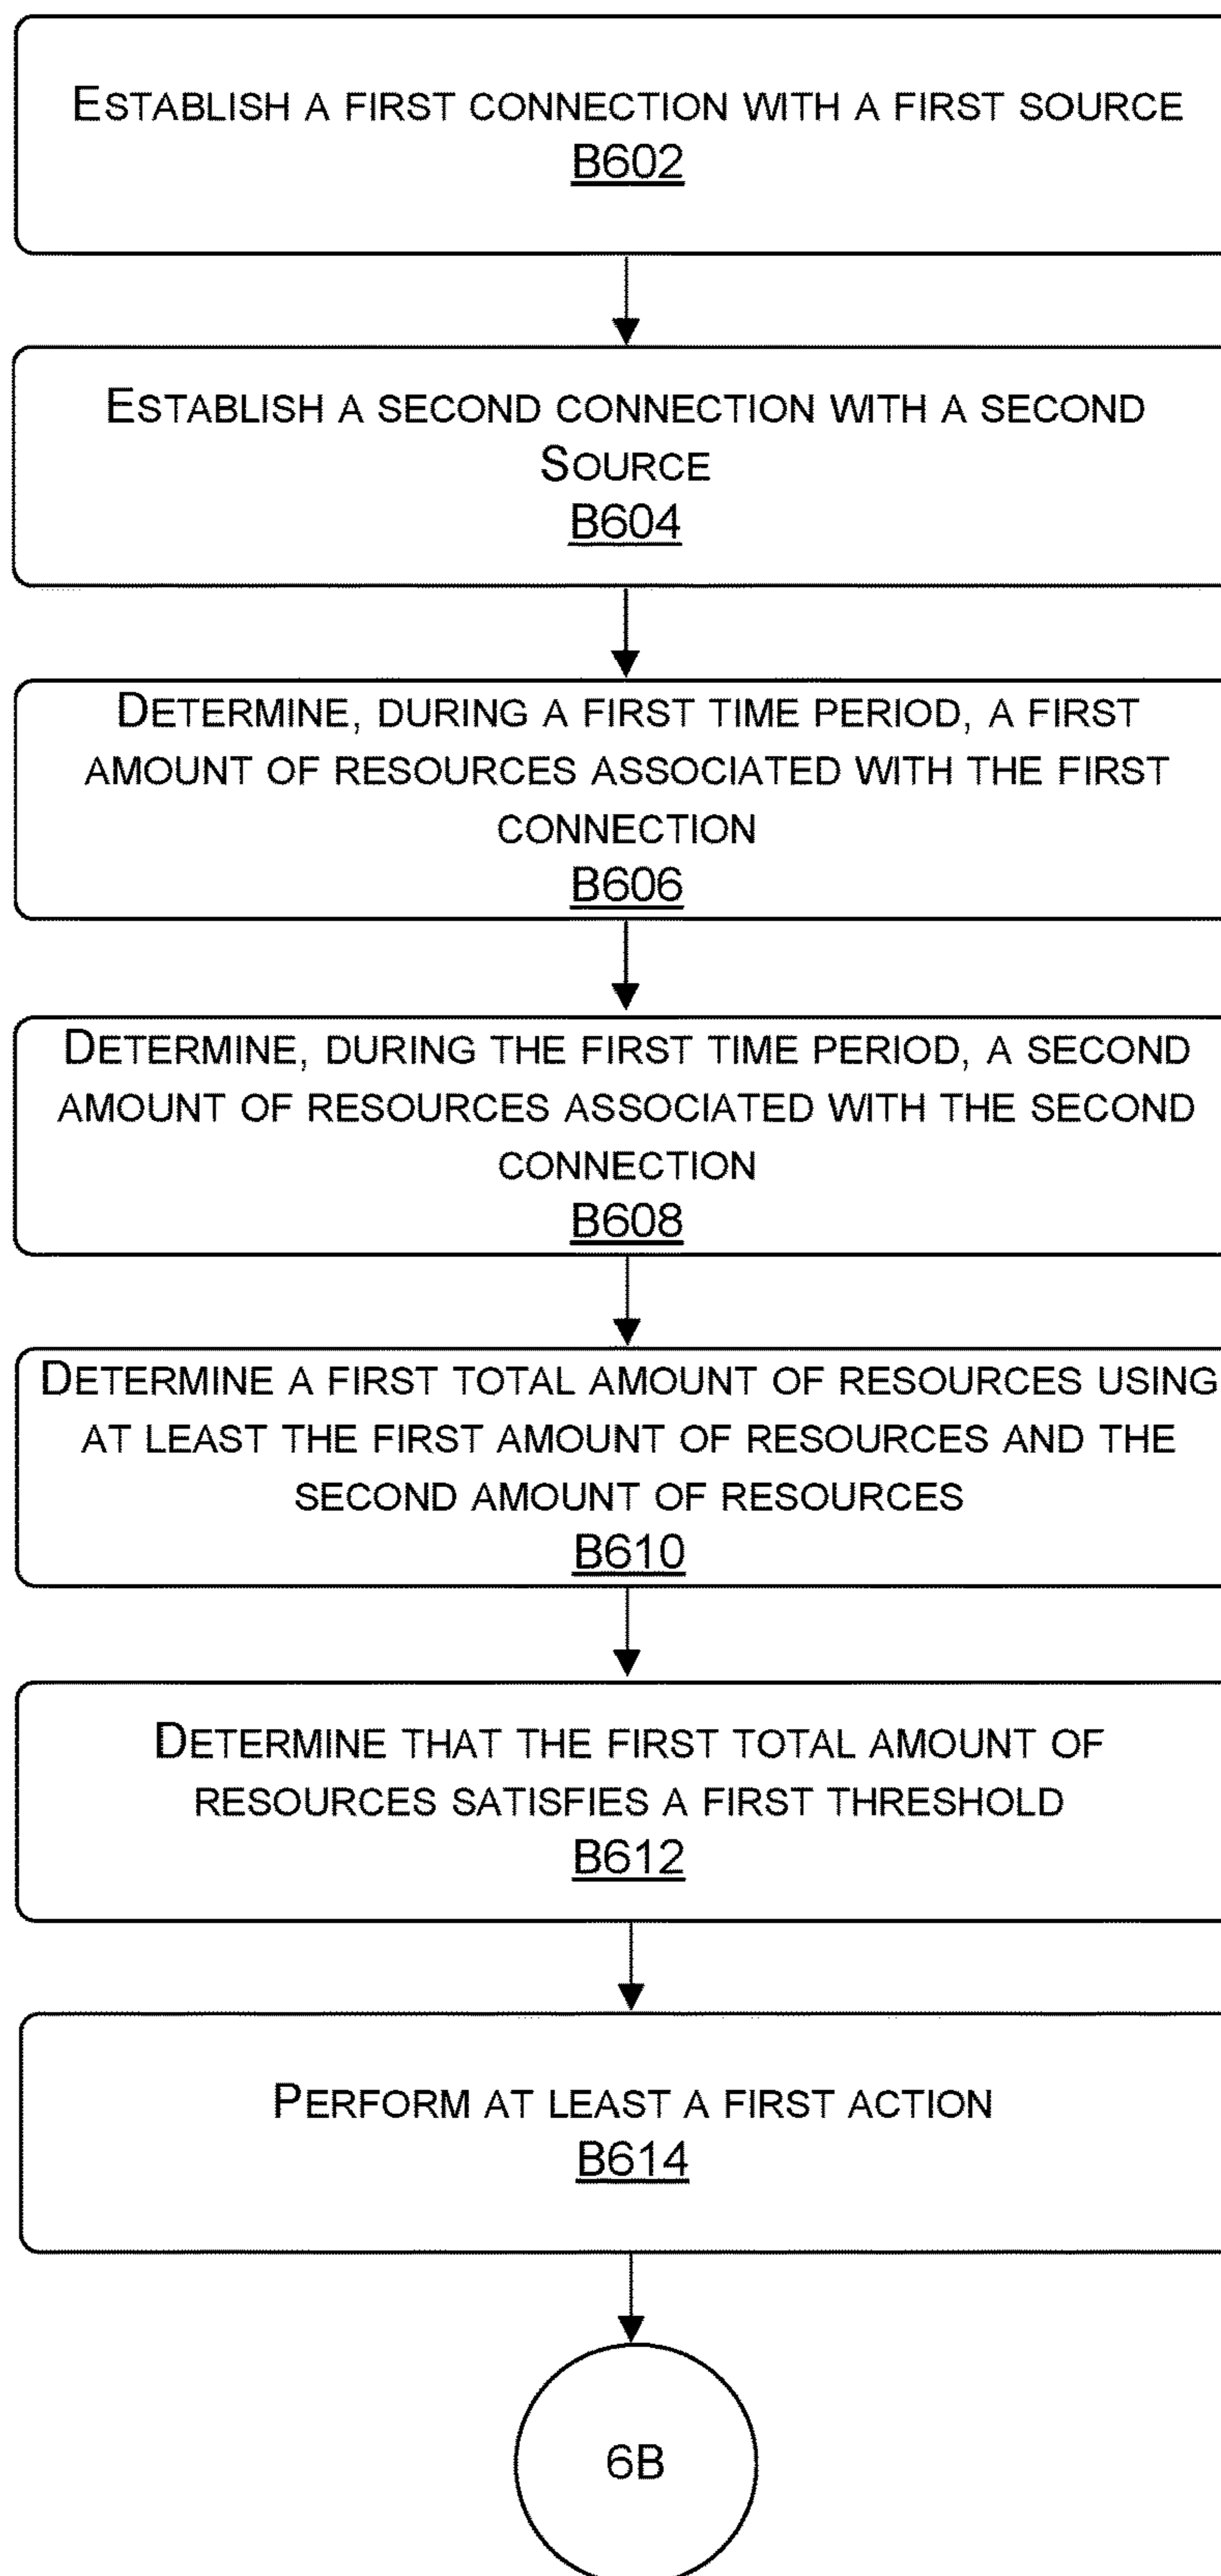 ESTABLISH A FIRST CONNECTION WITH A FIRST SOURCE
B602
ESTABLISH A SECOND CONNECTION WITH A SECOND
SOURCE
B604
DETERMINE, DURING A FIRST TIME PERIOD, A FIRST
AMOUNT OF RESOURCES ASSOCIATED WITH THE FIRST
CONNECTION
B606
DETERMINE, DURING THE FIRST TIME PERIOD, A SECOND
AMOUNT OF RESOURCES ASSOCIATED WITH THE SECOND
CONNECTION
B608
DETERMINE A FIRST TOTAL AMOUNT OF RESOURCES USING
AT LEAST THE FIRST AMOUNT OF RESOURCES AND THE
SECOND AMOUNT OF RESOURCES
B610
DETERMINE THAT THE FIRST TOTAL AMOUNT OF
RESOURCES SATISFIES A FIRST THRESHOLD
B612
PERFORM AT LEAST A FIRST ACTION
B614
6B